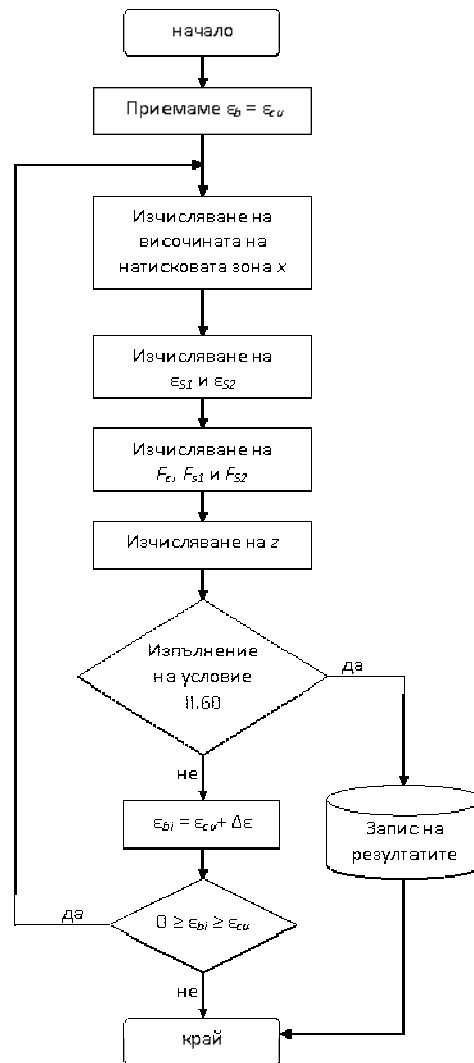 начало
Приемаме εb = εcu
Изчисляване на
височината на
натисковата зона x
Изчисляване на
εS1 и εS2
Изчисляване на
Fc, Fs1 и FS2
Изчисляване на z
Изпълнение
на условие
II.60
да
не
εbi = εcu+ Δε
Запис на
резултатите
0 ≥ εbi ≥ εcu
да
не
край